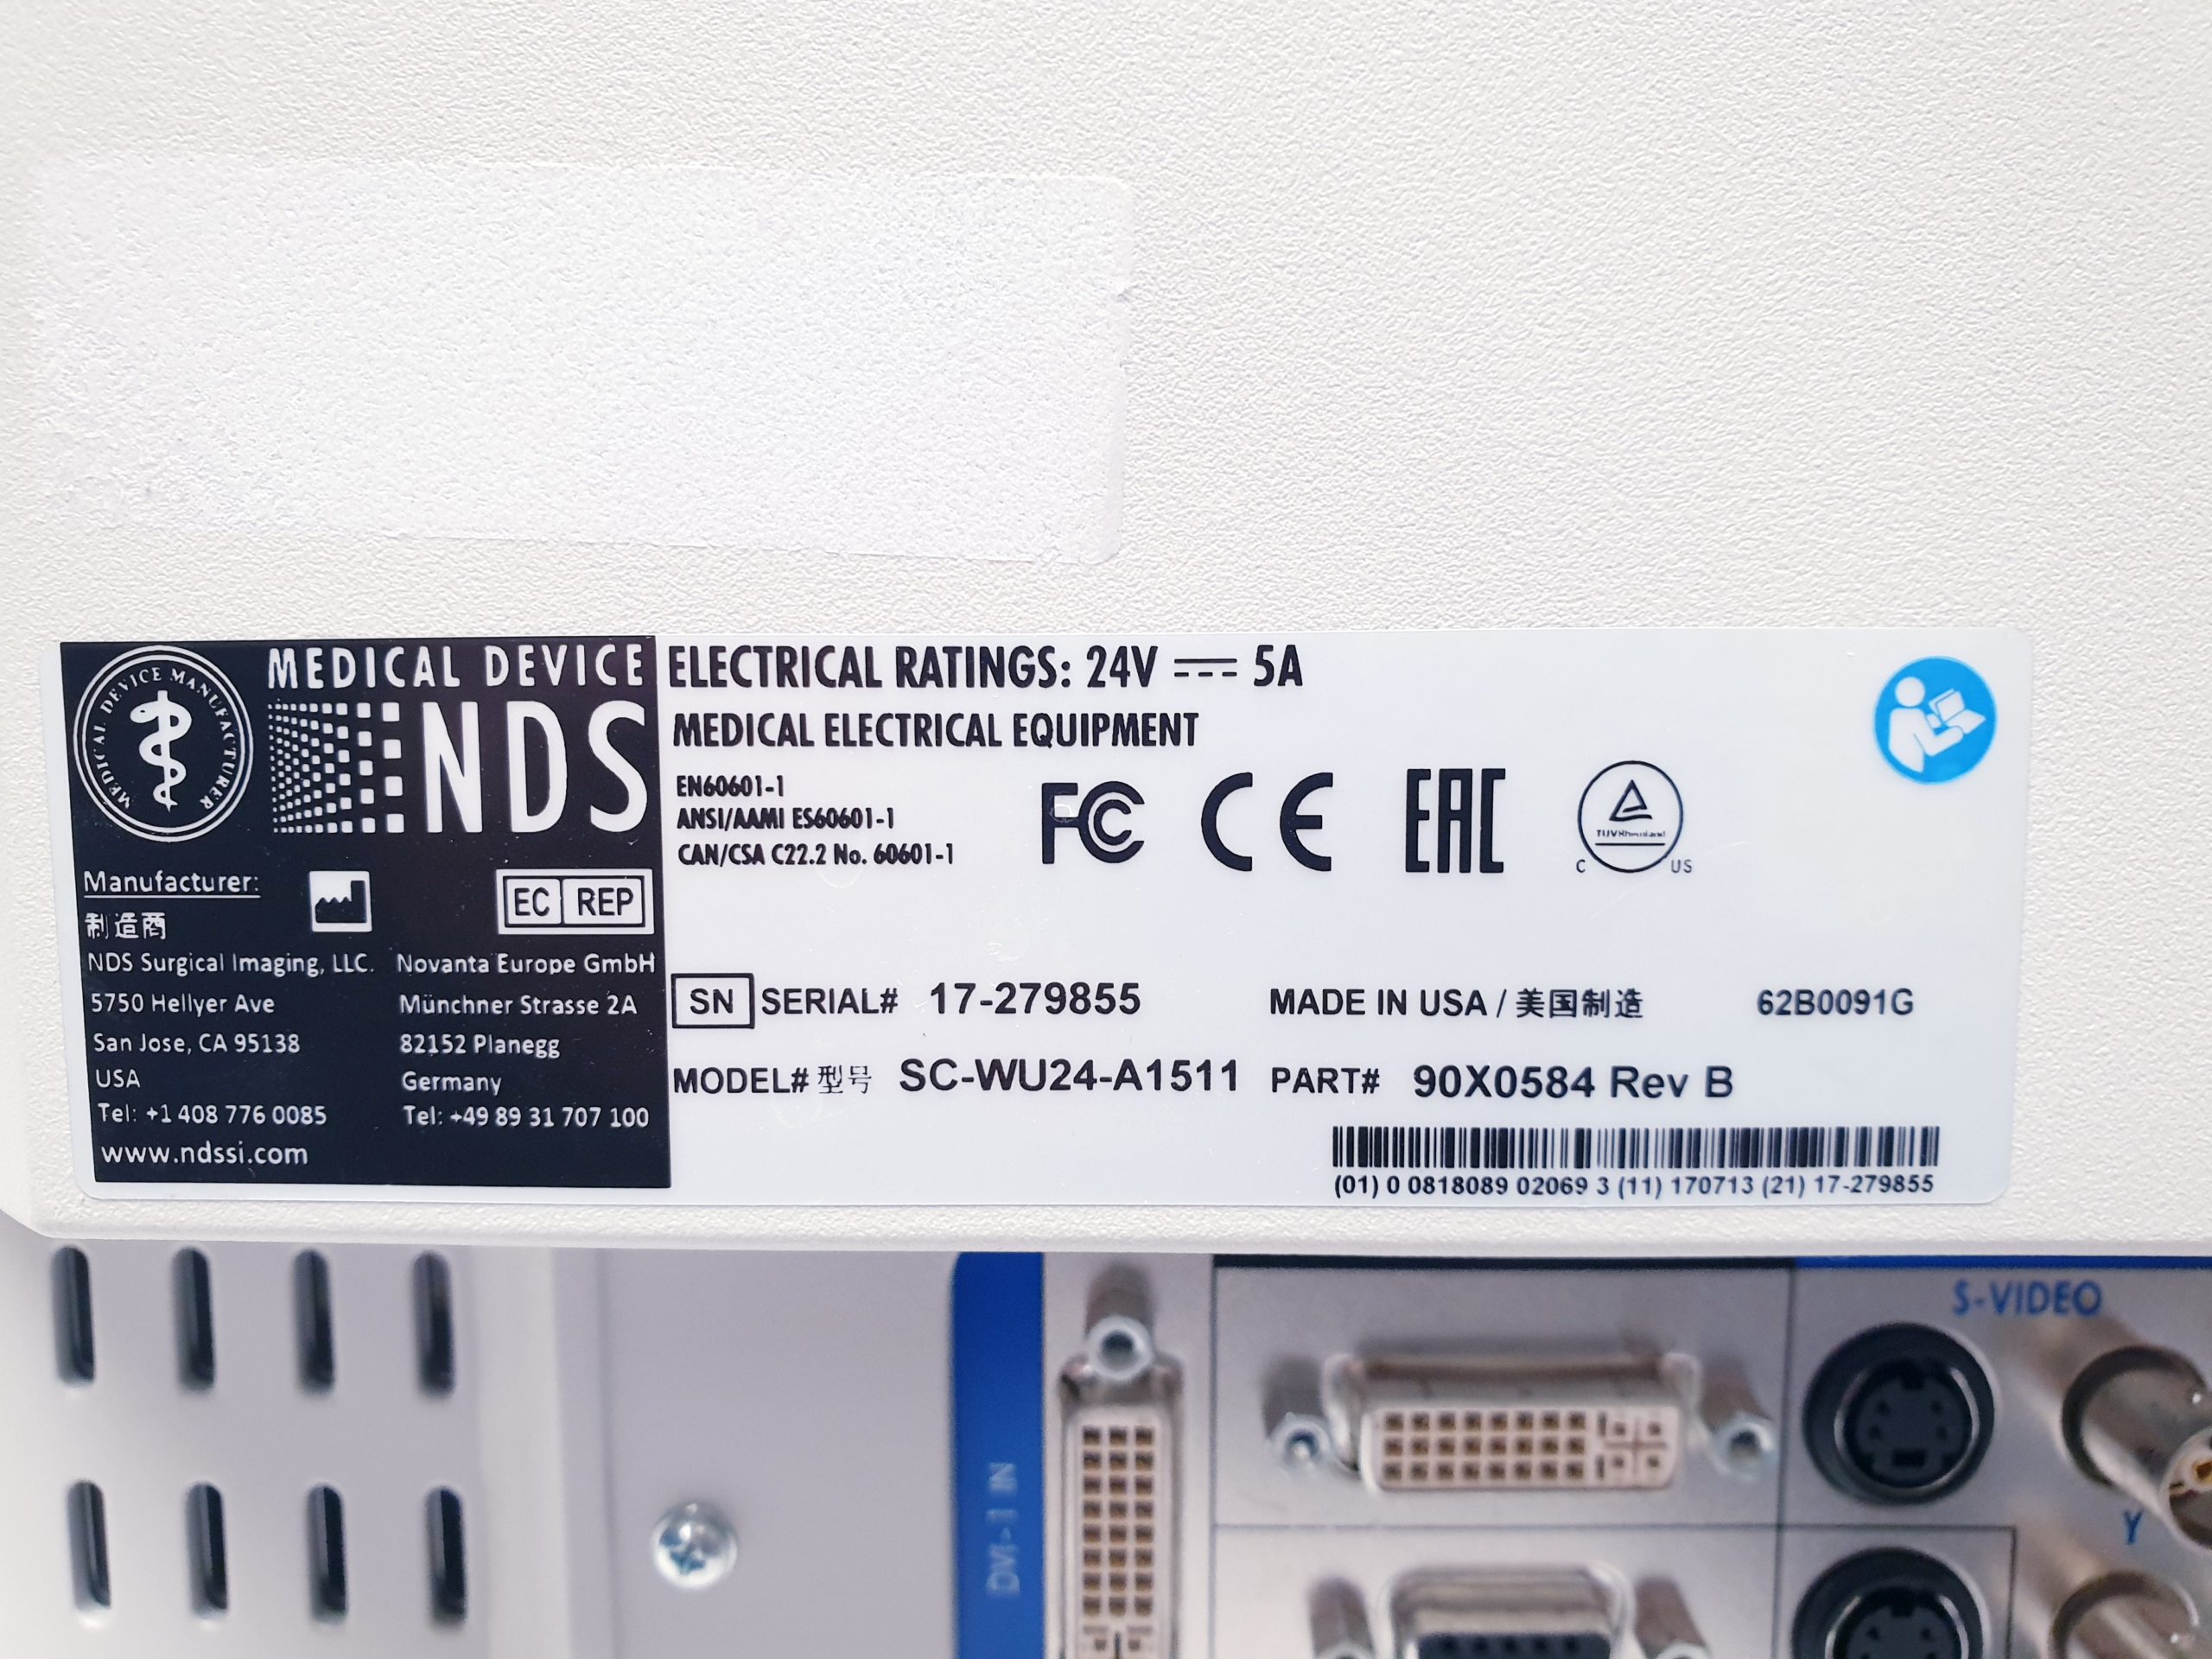 MEDICAL DEVICE MANUFACTURER
MEDICAL DEVICE
NDS
Manufacturer:
制造商
EC REP
NDS Surgical Imaging, LLC.
5750 Hellyer Ave
San Jose, CA 95138
USA
Tel: +1 408 776 0085
www.ndssi.com
Novanta Europe GmbH
Münchner Strasse 2A
82152 Planegg
Germany
Tel: +49 89 31 707 100
ELECTRICAL RATINGS: 24V ⎓ 5A
MEDICAL ELECTRICAL EQUIPMENT
EN60601-1
ANSI/AAMI ES60601-1
CAN/CSA C22.2 No. 60601-1
FC CE EAC
TUVRheinland
C US
SN SERIAL# 17-279855 MADE IN USA / 美国制造 62B0091G
MODEL# 型号 SC-WU24-A1511 PART# 90X0584 Rev B
(01) 0 0818089 02069 3 (11) 170713 (21) 17-279855
DVI-1 IN
S-VIDEO
Y